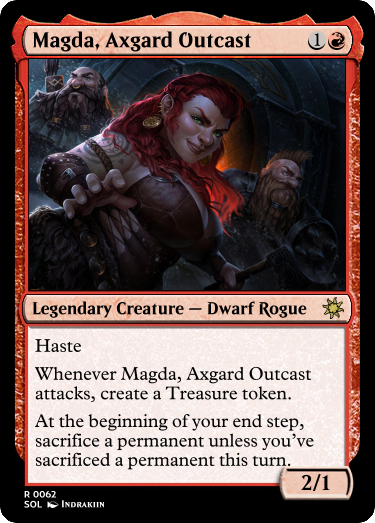 Magda, Axgard Outcast 1
Legendary Creature — Dwarf Rogue
Haste
Whenever Magda, Axgard Outcast
attacks, create a Treasure token.
At the beginning of your end step,
sacrifice a permanent unless you've
sacrificed a permanent this turn.
2/1
R 0062
SOL Indrakiin